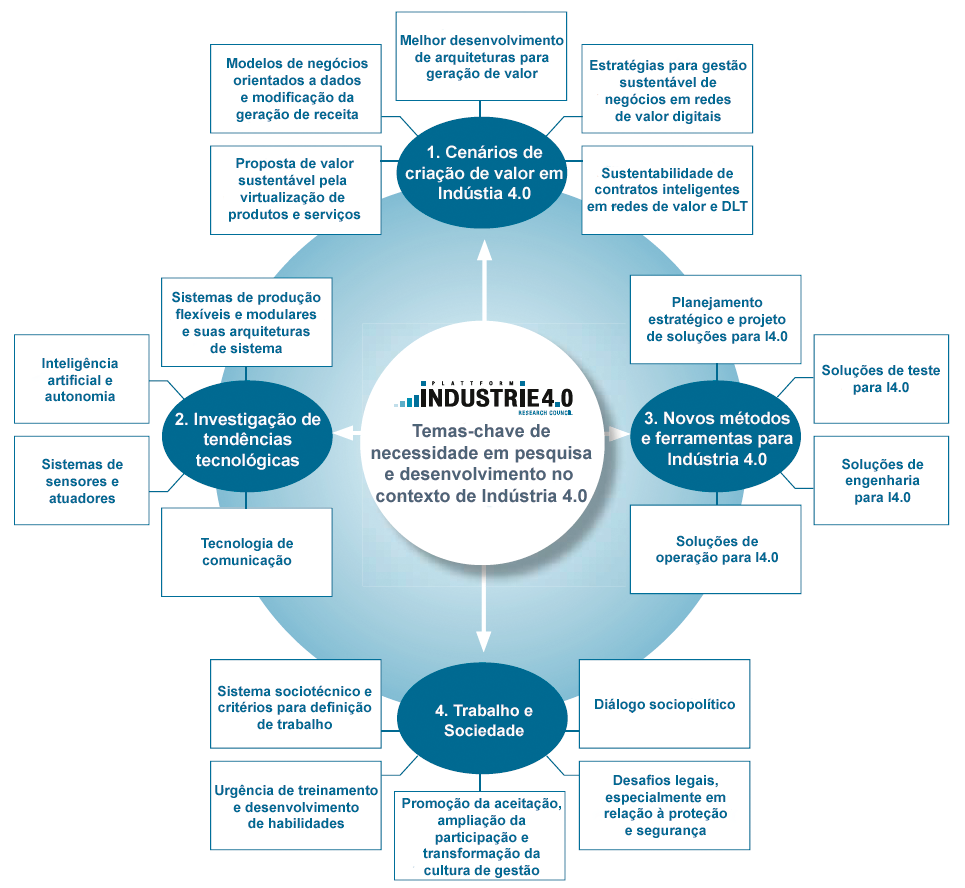 Melhor desenvolvimento
de arquiteturas para
geração de valor
Modelos de negócios
orientados a dados
e modificação da
geração de receita
Estratégias para gestão
sustentável de
negócios em redes
de valor digitais
1. Cenários de
criação de valor em
Indústia 4.0
Proposta de valor
sustentável pela
virtualização de
produtos e serviços
Sustentabilidade de
contratos inteligentes
em redes de valor e DLT
Sistemas de produção
flexíveis e modulares
e suas arquiteturas
de sistema
Inteligência
artificial e
autonomia
2. Investigação de
tendências
tecnológicas
Sistemas de
sensores e
atuadores
Tecnologia de
comunicação
PLATTFORM
INDUSTRIE4.0
RESEARCH COUNCIL
Temas-chave de
necessidade em pesquisa
e desenvolvimento no
contexto de Indústria 4.0
Planejamento
estratégico e projeto
de soluções para I4.0
Soluções de teste
para I4.0
3. Novos métodos
e ferramentas para
Indústria 4.0
Soluções de
engenharia
para I4.0
Soluções de
operação para I4.0
Sistema sociotécnico e
critérios para definição
de trabalho
4. Trabalho e
Sociedade
Diálogo sociopolítico
Urgência de treinamento
e desenvolvimento
de habilidades
Promoção da aceitação,
ampliação da
participação e
transformação da
cultura de gestão
Desafios legais,
especialmente em
relação à proteção
e segurança